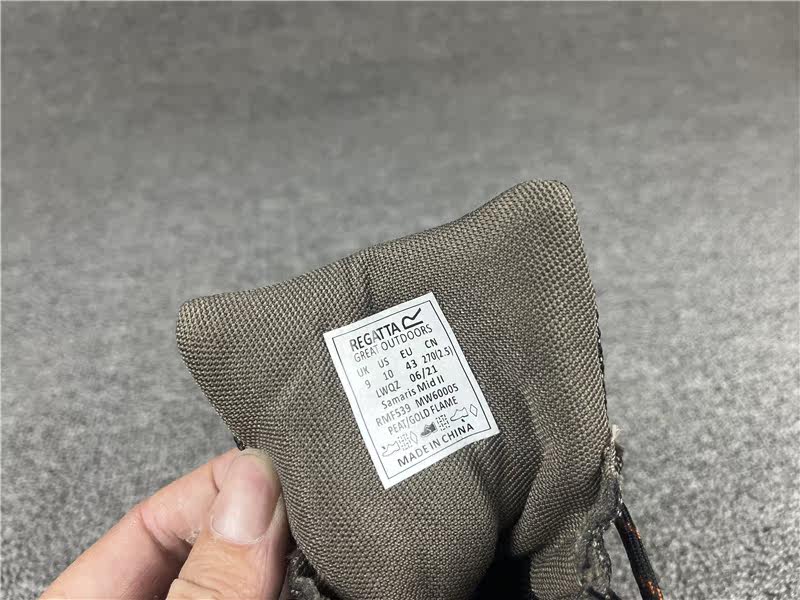 REGATTA
GREAT OUTDOORS
UK US EU CN
9 10 43 270(2.5)
LWQZ 06/21
Samaris Mid II
RMF539 MW60005
PEAT/GOLD FLAME
MADE IN CHINA